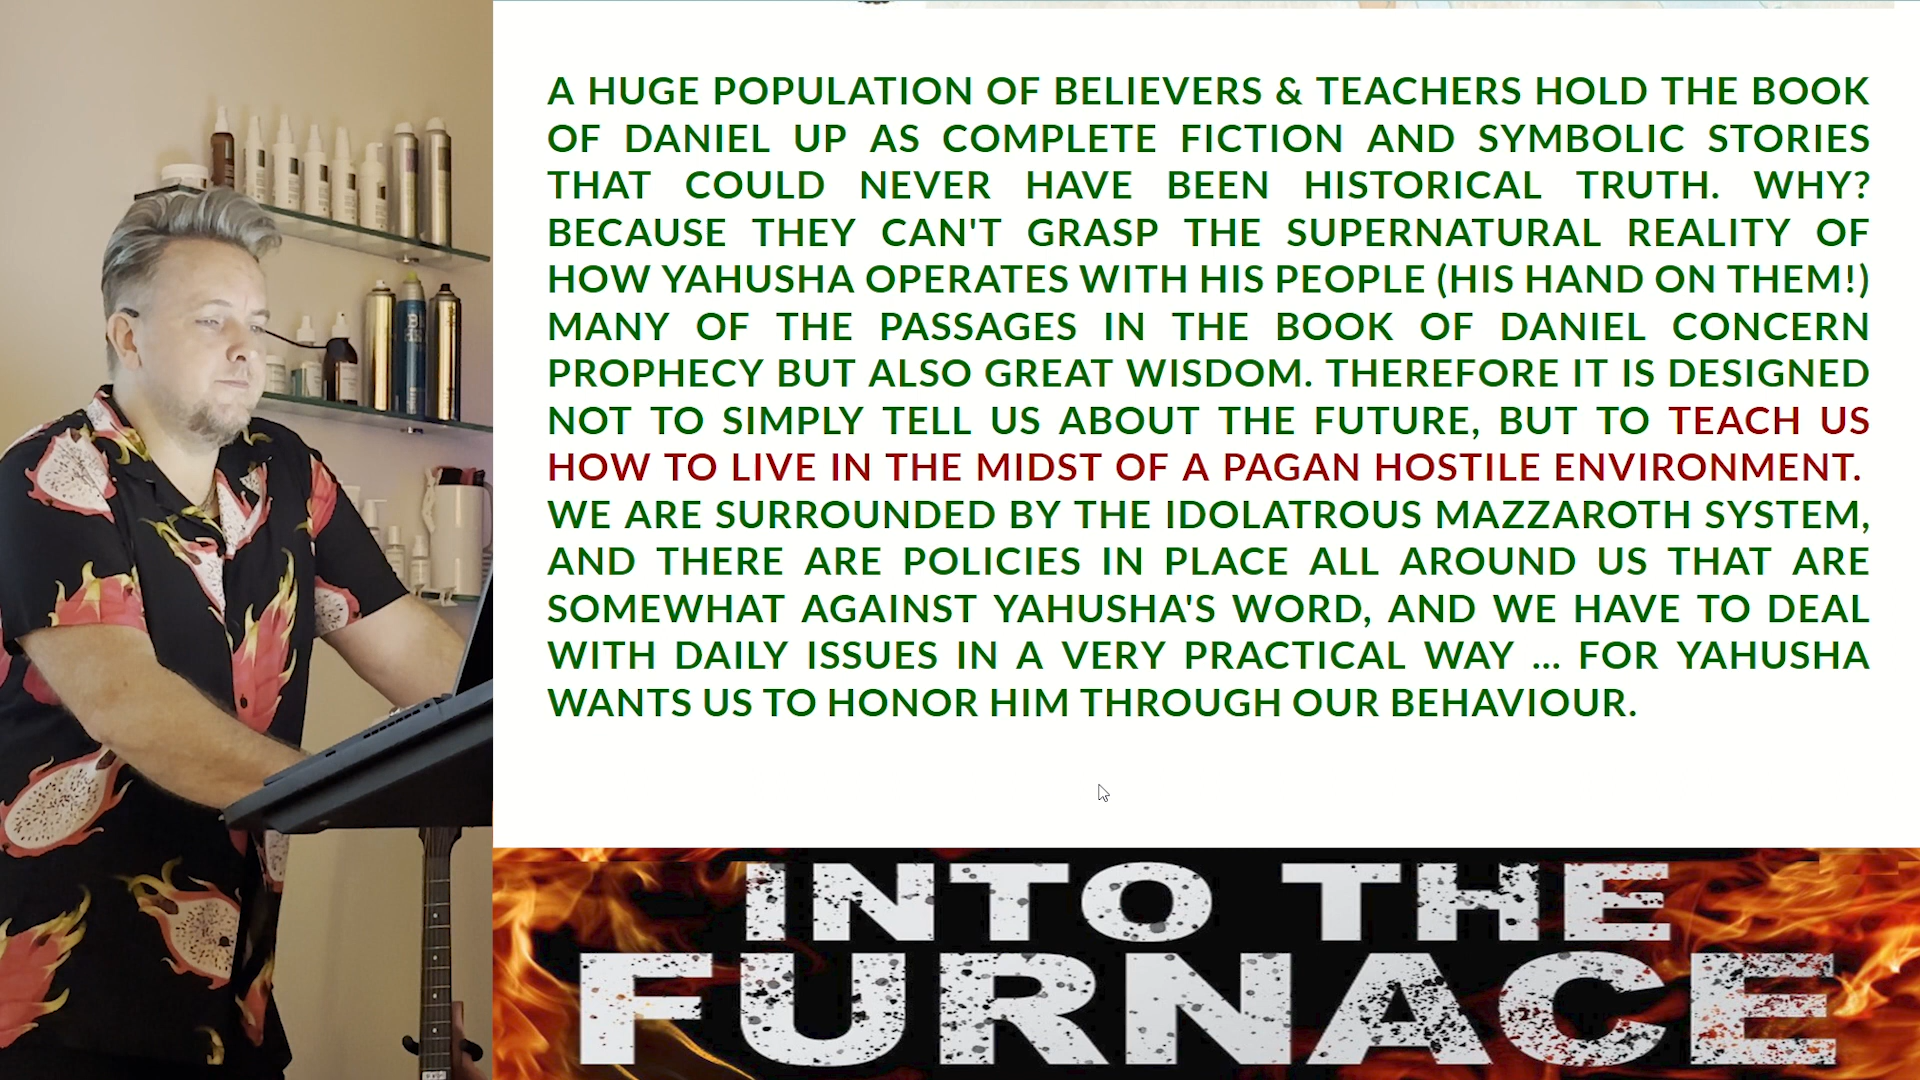 A HUGE POPULATION OF BELIEVERS & TEACHERS HOLD THE BOOK
OF DANIEL UP AS COMPLETE FICTION AND SYMBOLIC STORIES
THAT COULD NEVER HAVE BEEN HISTORICAL TRUTH. WHY?
BECAUSE THEY CAN'T GRASP THE SUPERNATURAL REALITY OF
HOW YAHUSHA OPERATES WITH HIS PEOPLE (HIS HAND ON THEM!)
MANY OF THE PASSAGES IN THE BOOK OF DANIEL CONCERN
PROPHECY BUT ALSO GREAT WISDOM. THEREFORE IT IS DESIGNED
NOT TO SIMPLY TELL US ABOUT THE FUTURE, BUT TO TEACH US
HOW TO LIVE IN THE MIDST OF A PAGAN HOSTILE ENVIRONMENT.
WE ARE SURROUNDED BY THE IDOLATROUS MAZZAROTH SYSTEM,
AND THERE ARE POLICIES IN PLACE ALL AROUND US THAT ARE
SOMEWHAT AGAINST YAHUSHA'S WORD, AND WE HAVE TO DEAL
WITH DAILY ISSUES IN A VERY PRACTICAL WAY ... FOR YAHUSHA
WANTS US TO HONOR HIM THROUGH OUR BEHAVIOUR.
INTO THE
FURNACE